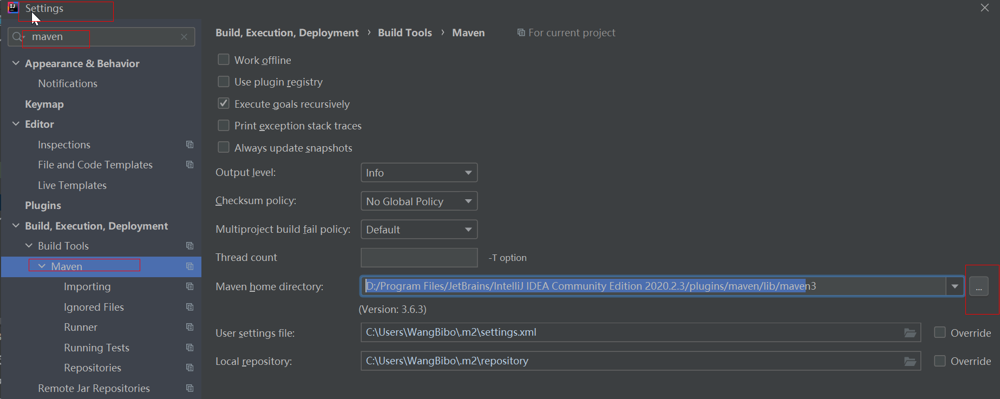 Settings
maven
Appearance & Behavior
Notifications
Keymap
Editor
Inspections
File and Code Templates
Live Templates
Plugins
Build, Execution, Deployment
Build Tools
Maven
Importing
Ignored Files
Runner
Running Tests
Repositories
Remote Jar Repositories
Build, Execution, Deployment › Build Tools › Maven For current project
Work offline
Use plugin registry
Execute goals recursively
Print exception stack traces
Always update snapshots
Output level: Info
Checksum policy: No Global Policy
Multiproject build fail policy: Default
Thread count -T option
Maven home directory: D:/Program Files/JetBrains/IntelliJ IDEA Community Edition 2020.2.3/plugins/maven/lib/maven3 ...
(Version: 3.6.3)
User settings file: C:\Users\WangBibo\.m2\settings.xml Override
Local repository: C:\Users\WangBibo\.m2\repository Override